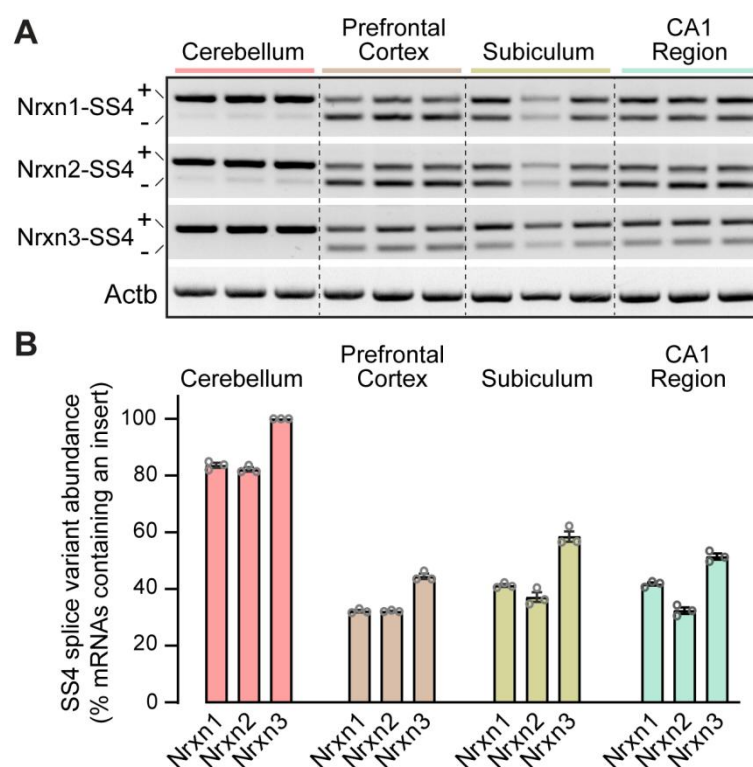 A
Cerebellum
Prefrontal
Cortex
Subiculum
CA1
Region
Nrxn1-SS4
+
-
Nrxn2-SS4
+
-
Nrxn3-SS4
+
-
Actb
B
Cerebellum
Prefrontal
Cortex
Subiculum
CA1
Region
SS4 splice variant abundance
(% mRNAs containing an insert)
100
80
60
40
20
0
Nrxn1
Nrxn2
Nrxn3
Nrxn1
Nrxn2
Nrxn3
Nrxn1
Nrxn2
Nrxn3
Nrxn1
Nrxn2
Nrxn3